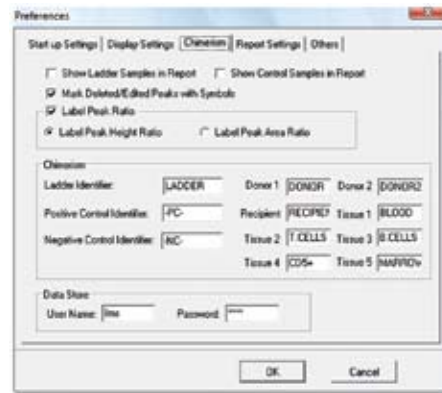 Preferences
Start up Settings Display Settings Chimerism Report Settings Others
Show Ladder Samples in Report Show Control Samples in Report
Mark Deleted/Edited Peaks with Symbols
Label Peak Ratio
Label Peak Height Ratio Label Peak Area Ratio
Chimerism
Ladder Identifier: LADDER Donor 1 DONOR Donor 2 DONOR2
Positive Control Identifier: -PC- Recipient RECIPIEN Tissue 1 BLOOD
Negative Control Identifier: -NC- Tissue 2 T.CELLS Tissue 3 B.CELLS
Tissue 4 CD5+ Tissue 5 MARROW
Data Store
User Name: Password: ****
OK Cancel